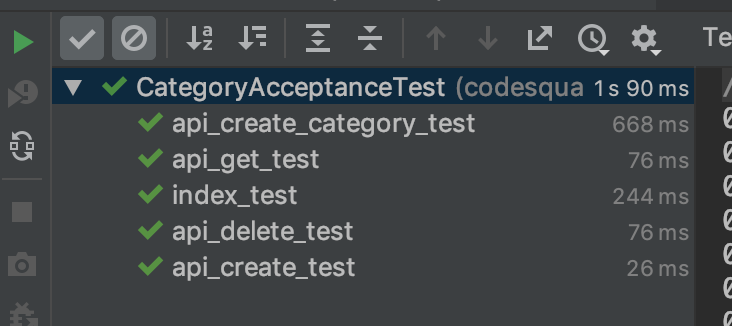 Te
CategoryAcceptanceTest (codesqua 1 s 90 ms
api_create_category_test 668 ms
api_get_test 76 ms
index_test 244 ms
api_delete_test 76 ms
api_create_test 26 ms